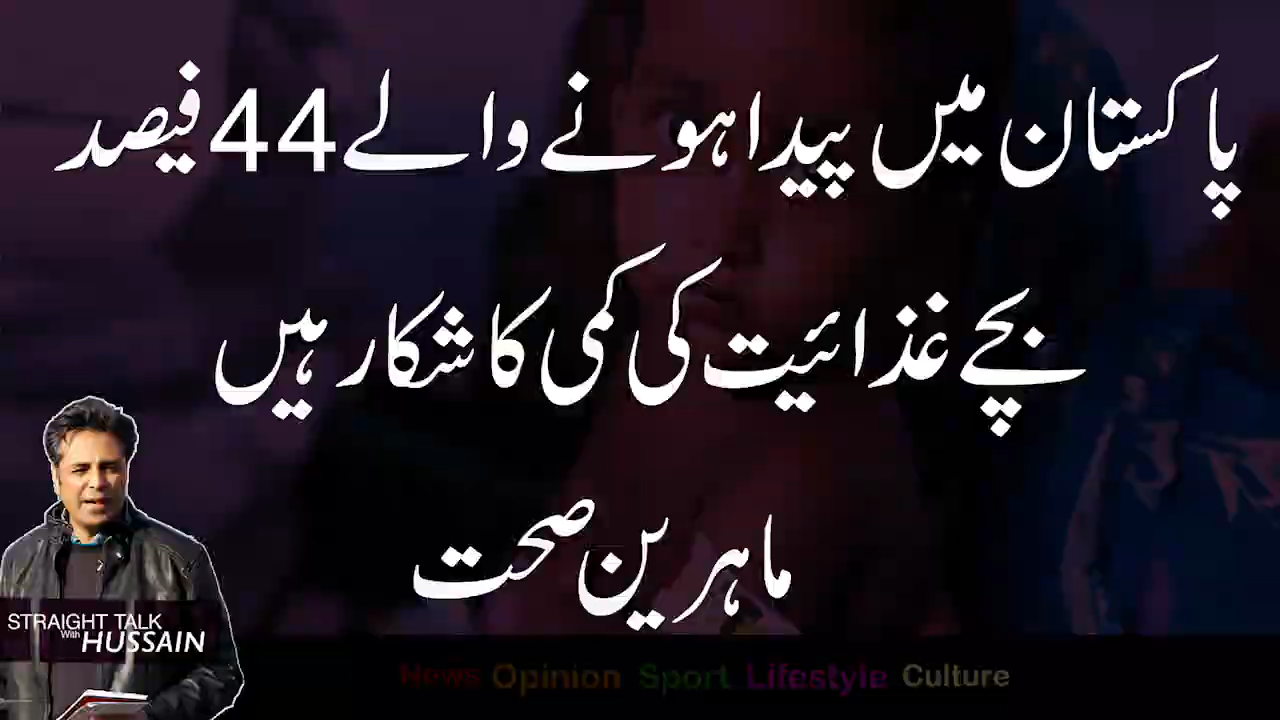 پاکستان میں پیدا ہونے والے 44 فیصد
بچے غذائیت کی کمی کا شکار ہیں
ماہرین صحت
STRAIGHT TALK
With HUSSAIN
News Opinion Sport Lifestyle Culture